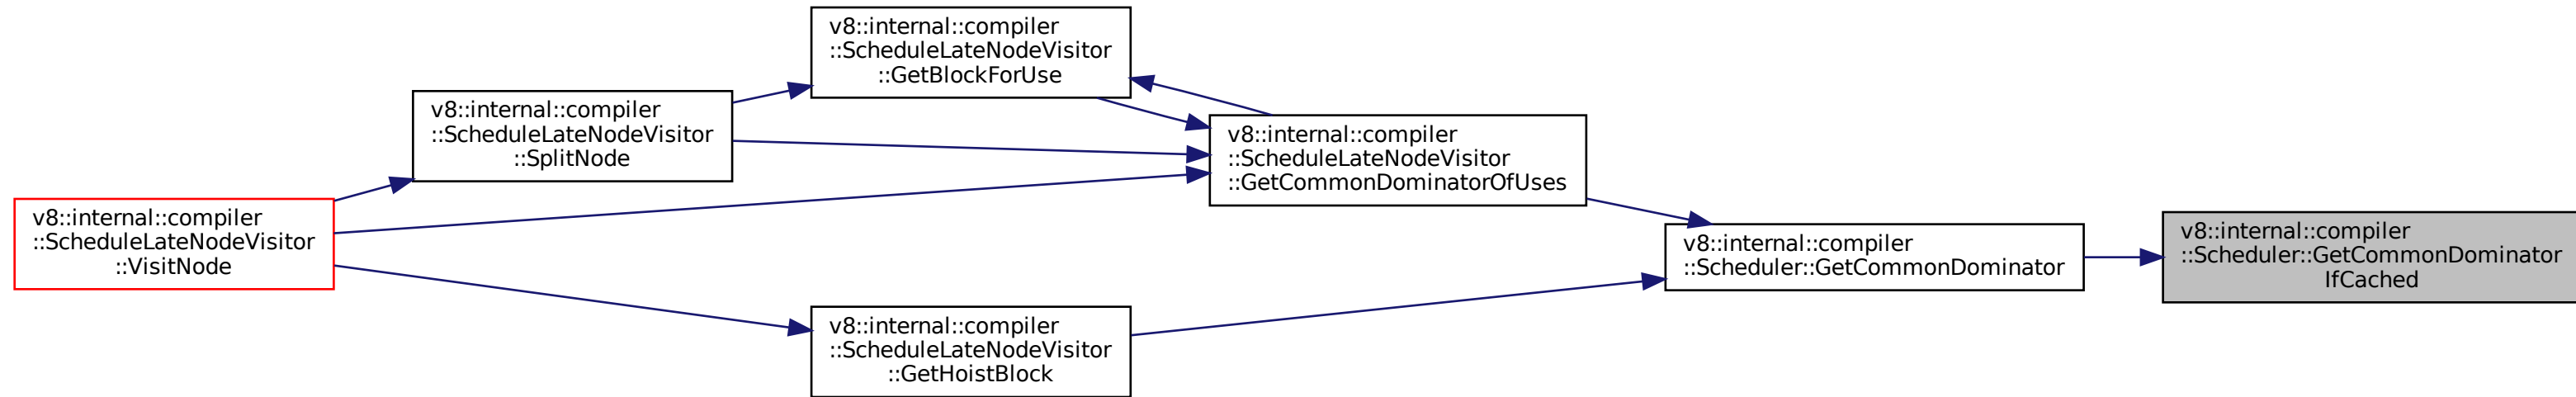 v8::internal::compiler
::ScheduleLateNodeVisitor
::VisitNode
v8::internal::compiler
::ScheduleLateNodeVisitor
::SplitNode
v8::internal::compiler
::ScheduleLateNodeVisitor
::GetBlockForUse
v8::internal::compiler
::ScheduleLateNodeVisitor
::GetHoistBlock
v8::internal::compiler
::ScheduleLateNodeVisitor
::GetCommonDominatorOfUses
v8::internal::compiler
::Scheduler::GetCommonDominator
v8::internal::compiler
::Scheduler::GetCommonDominator
IfCached